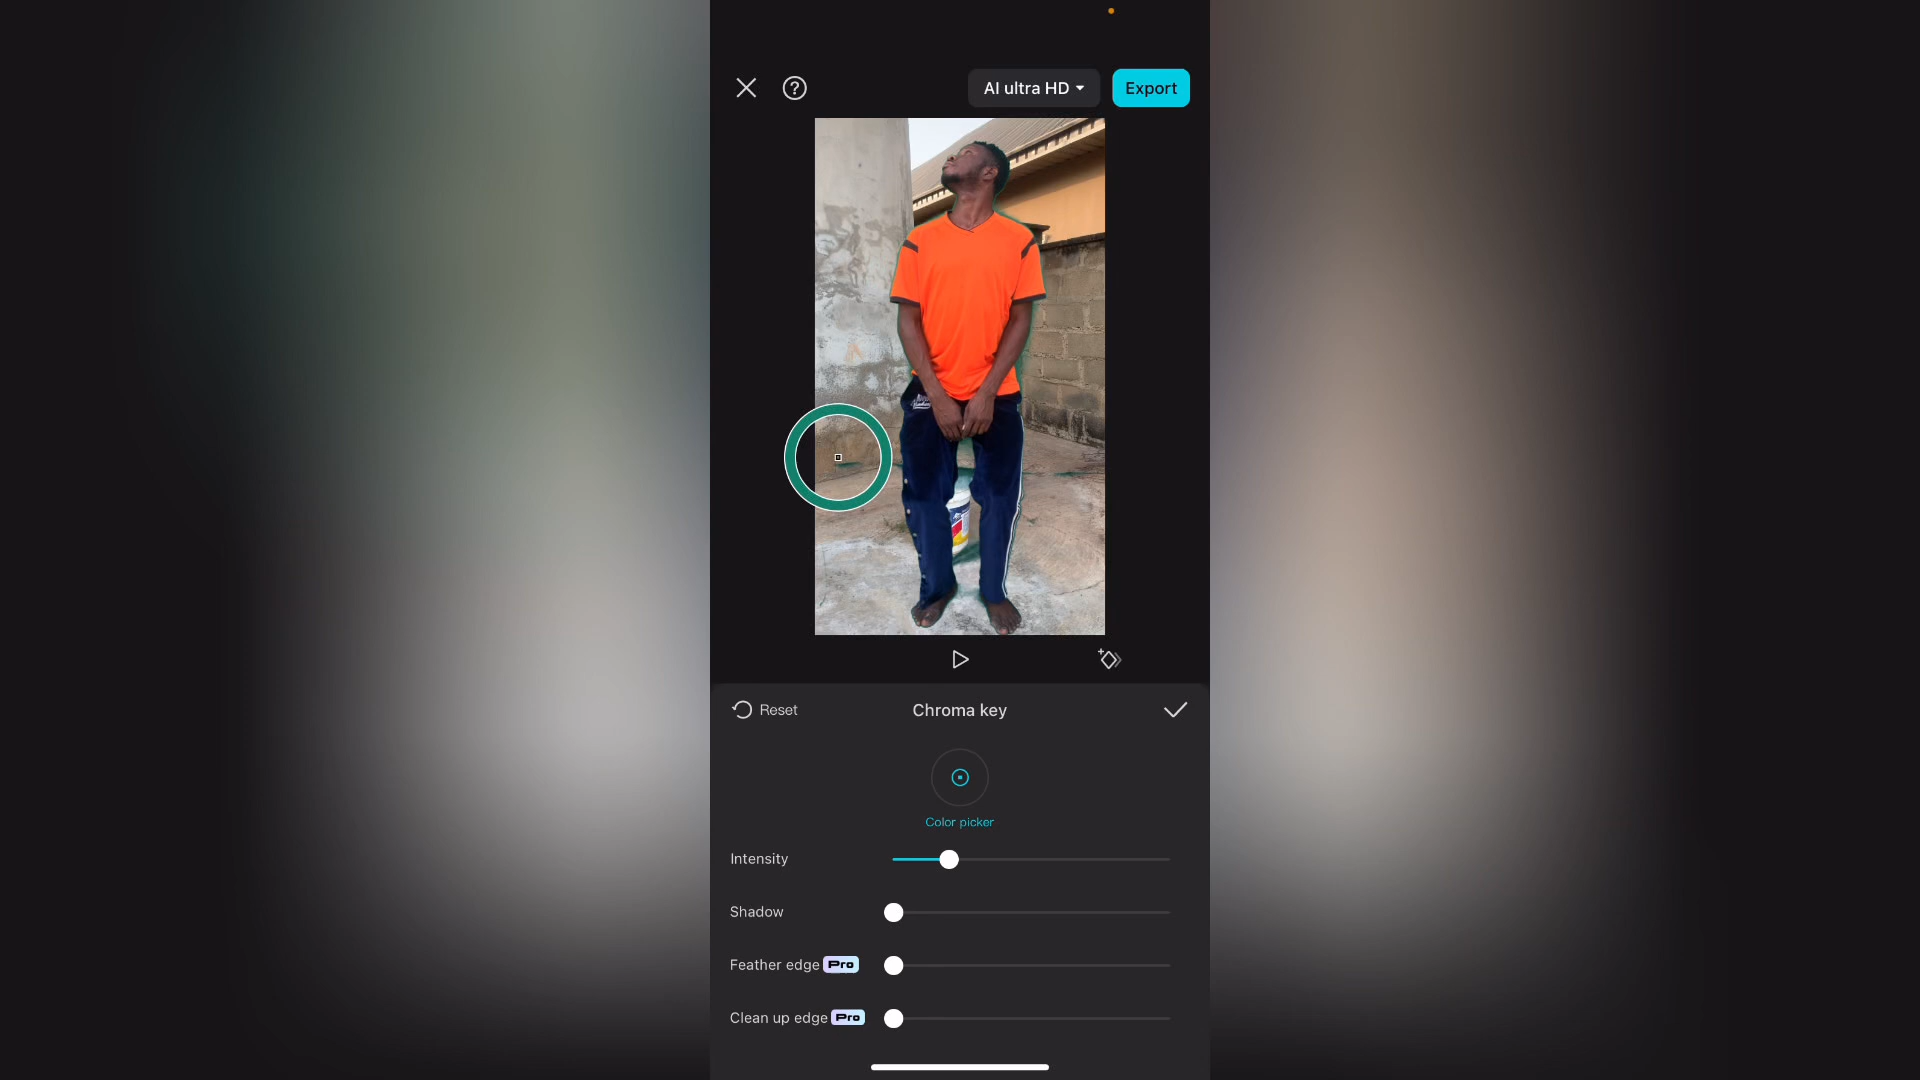 AI ultra HD
Export
Reset
Chroma key
Color picker
Intensity
Shadow
Feather edge Pro
Clean up edge Pro